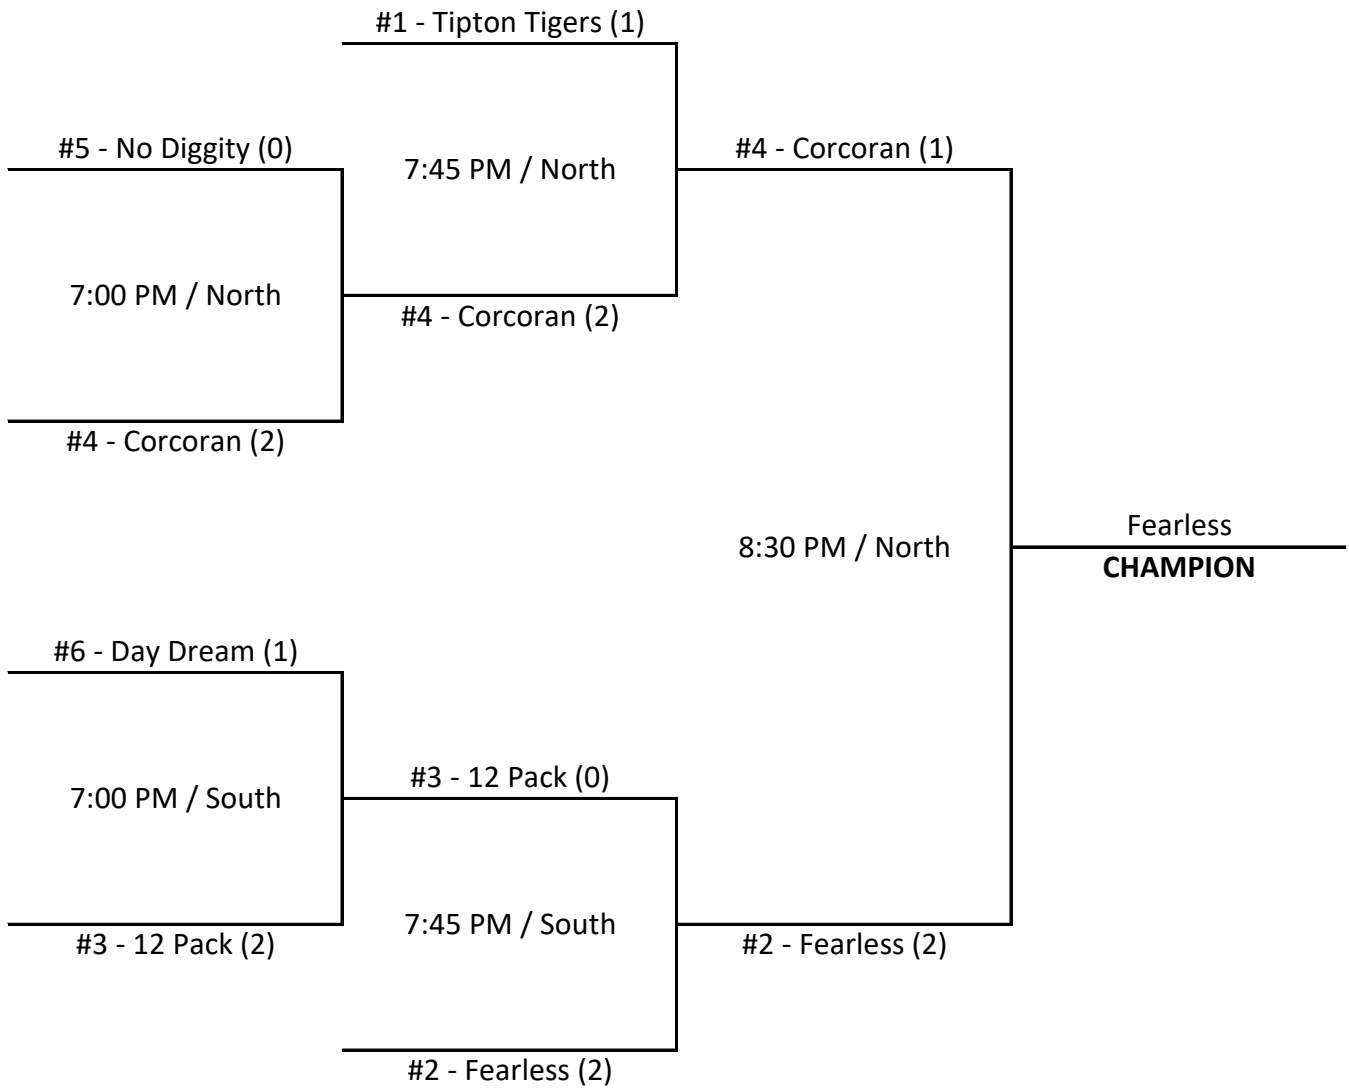 #1 - Tipton Tigers (1)
#5 - No Diggity (0)
7:45 PM / North
#4 - Corcoran (1)
7:00 PM / North
#4 - Corcoran (2)
#4 - Corcoran (2)
Fearless
8:30 PM / North
CHAMPION
#6 - Day Dream (1)
#3 - 12 Pack (0)
7:00 PM / South
7:45 PM / South
#3 - 12 Pack (2)
#2 - Fearless (2)
#2 - Fearless (2)